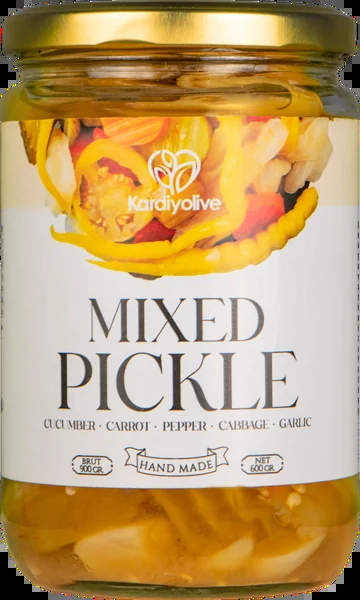 Kardiyolive
MIXED
PICKLE
CUCUMBER · CARROT · PEPPER · CABBAGE · GARLIC
BRUT
900 GR.
HAND MADE
NET
600 GR.